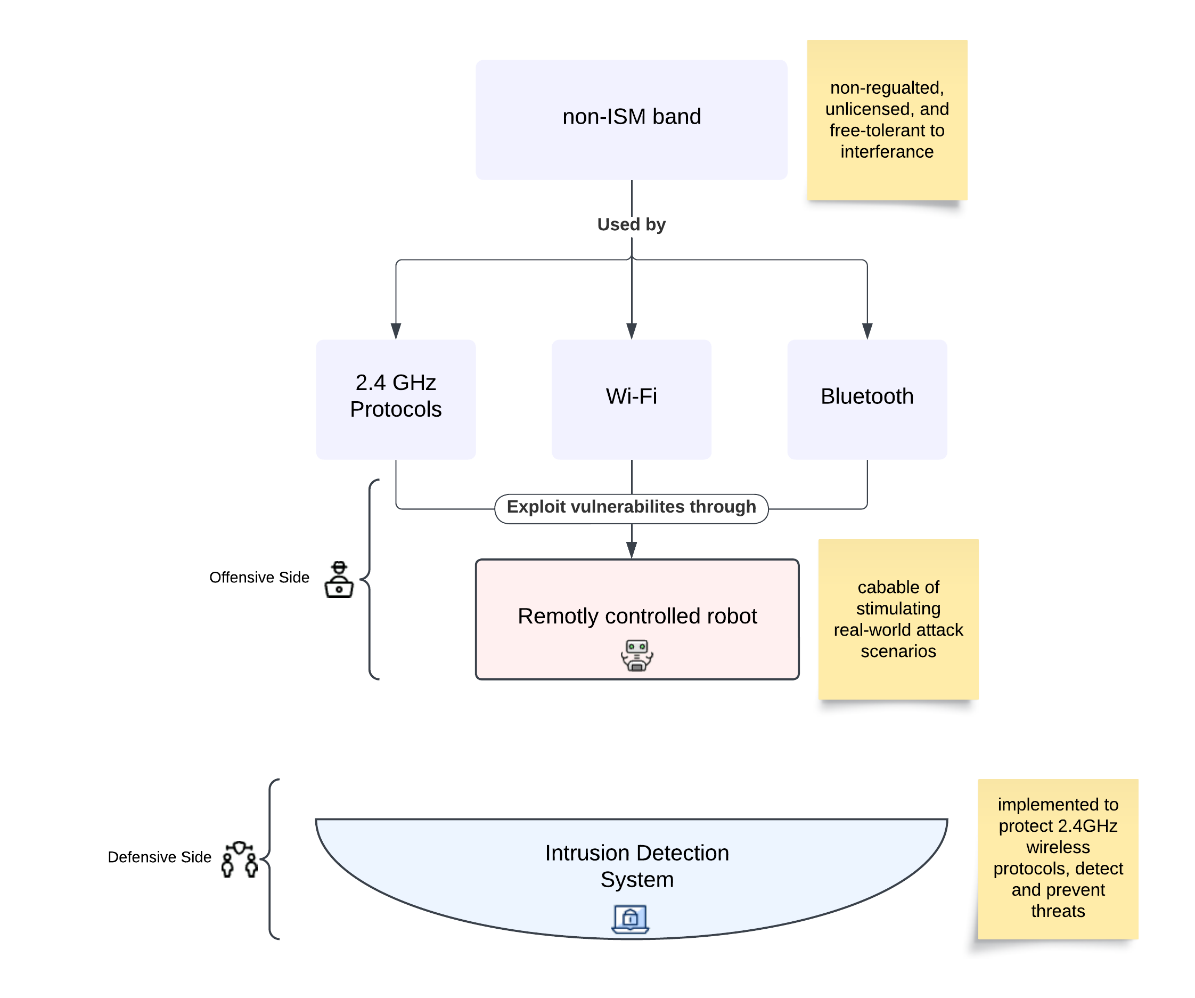 non-ISM band
non-regualted,
unlicensed, and
free-tolerant to
interferance
Used by
2.4 GHz
Protocols
Wi-Fi
Bluetooth
Exploit vulnerabilites through
Offensive Side
Remotly controlled robot
cabable of
stimulating
real-world attack
scenarios
Defensive Side
Intrusion Detection
System
implemented to
protect 2.4GHz
wireless
protocols, detect
and prevent
threats